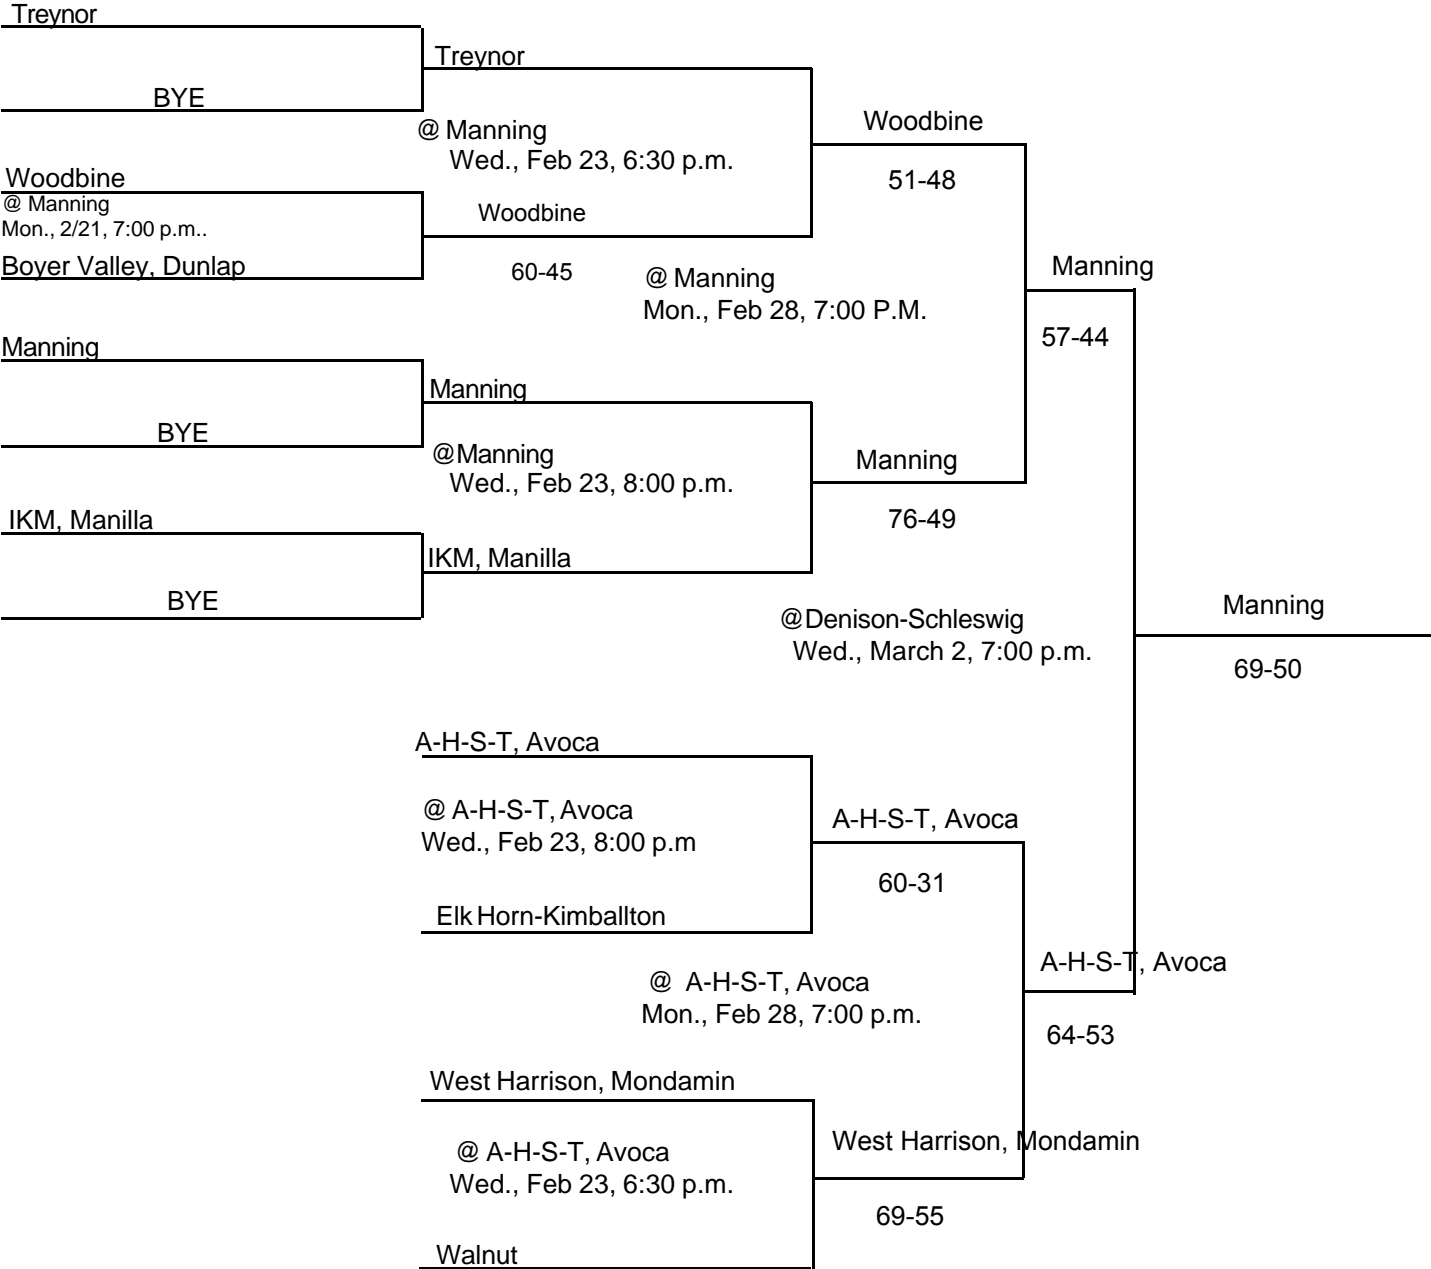 Treynor
Treynor
BYE
Woodbine
@ Manning
Wed., Feb 23, 6:30 p.m.
Woodbine
51-48
@ Manning
Mon., 2/21, 7:00 p.m..
Woodbine
Boyer Valley, Dunlap
60-45
@ Manning
Mon., Feb 28, 7:00 P.M.
Manning
57-44
Manning
Manning
BYE
@Manning
Wed., Feb 23, 8:00 p.m.
Manning
76-49
IKM, Manilla
IKM, Manilla
BYE
@Denison-Schleswig
Wed., March 2, 7:00 p.m.
Manning
69-50
A-H-S-T, Avoca
@ A-H-S-T, Avoca
Wed., Feb 23, 8:00 p.m
A-H-S-T, Avoca
60-31
Elk Horn-Kimballton
@ A-H-S-T, Avoca
Mon., Feb 28, 7:00 p.m.
A-H-S-T, Avoca
64-53
West Harrison, Mondamin
@ A-H-S-T, Avoca
Wed., Feb 23, 6:30 p.m.
West Harrison, Mondamin
69-55
Walnut